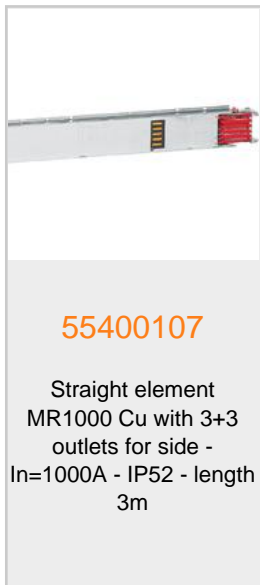 55400107
Straight element
MR1000 Cu with 3+3
outlets for side -
In=1000A - IP52 - length
3m